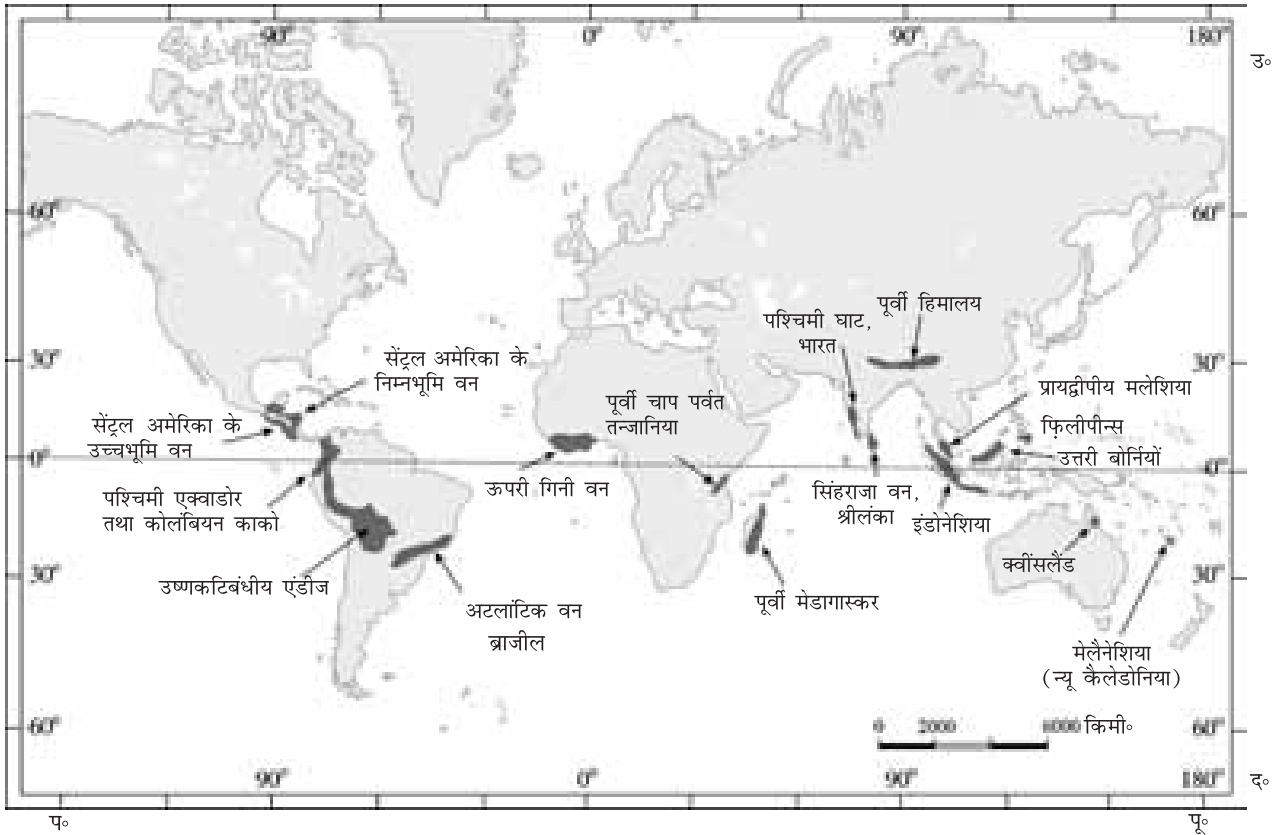 90° 0° 90° 180°
उ॰
60° 60°
पूर्वी हिमालय
पश्चिमी घाट,
भारत
30° 30°
सेंट्रल अमेरिका के
निम्नभूमि वन
पूर्वी चाप पर्वत
तन्जानिया
प्रायद्वीपीय मलेशिया
सेंट्रल अमेरिका के
उच्चभूमि वन
फ़िलीपीन्स
उत्तरी बोर्नियों
0° 0°
पश्चिमी एक्वाडोर
तथा कोलंबियन काको
ऊपरी गिनी वन
सिंहराजा वन,
श्रीलंका
इंडोनेशिया
क्वींसलैंड
30° 30°
उष्णकटिबंधीय एंडीज
अटलांटिक वन
ब्राजील
पूर्वी मेडागास्कर
मेलैनेशिया
(न्यू कैलेडोनिया)
60° 60°
0 2000 6000 किमी॰
90° 0° 90° 180°
द॰
प॰ पू॰